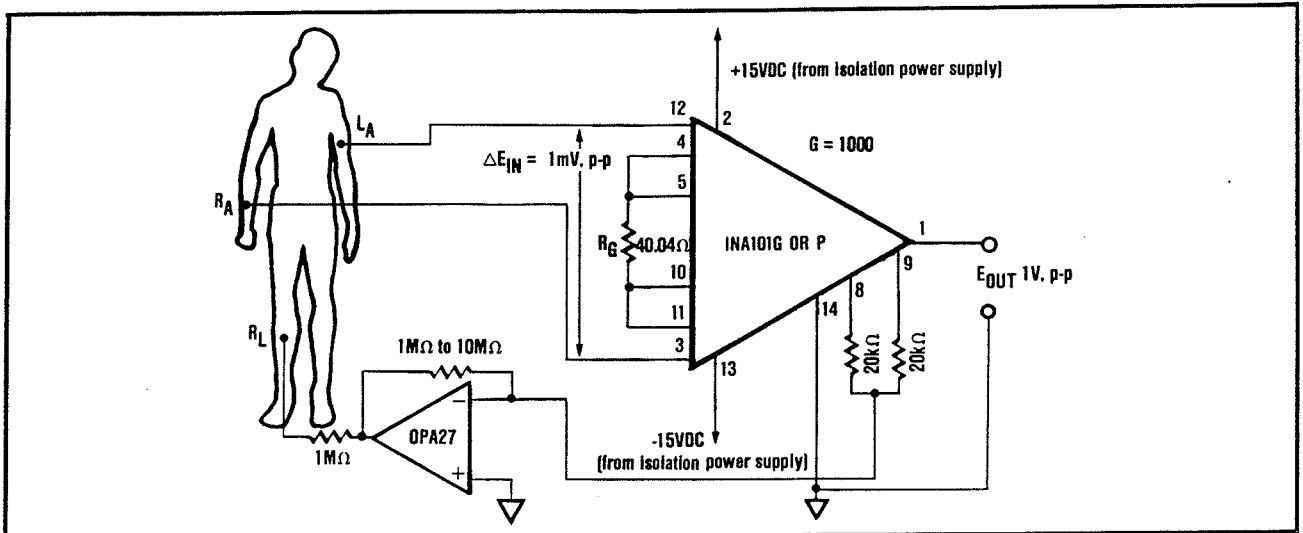 +15VDC (from isolation power supply)
L_A
12
2
ΔE_IN = 1mV, p-p
4
G = 1000
5
R_A
R_G
40.04Ω
INA101G OR P
1
10
9
E_OUT 1V, p-p
8
11
14
R_L
3
1MΩ to 10MΩ
13
20kΩ
20kΩ
−
OPA27
-15VDC
(from isolation power supply)
1MΩ
+